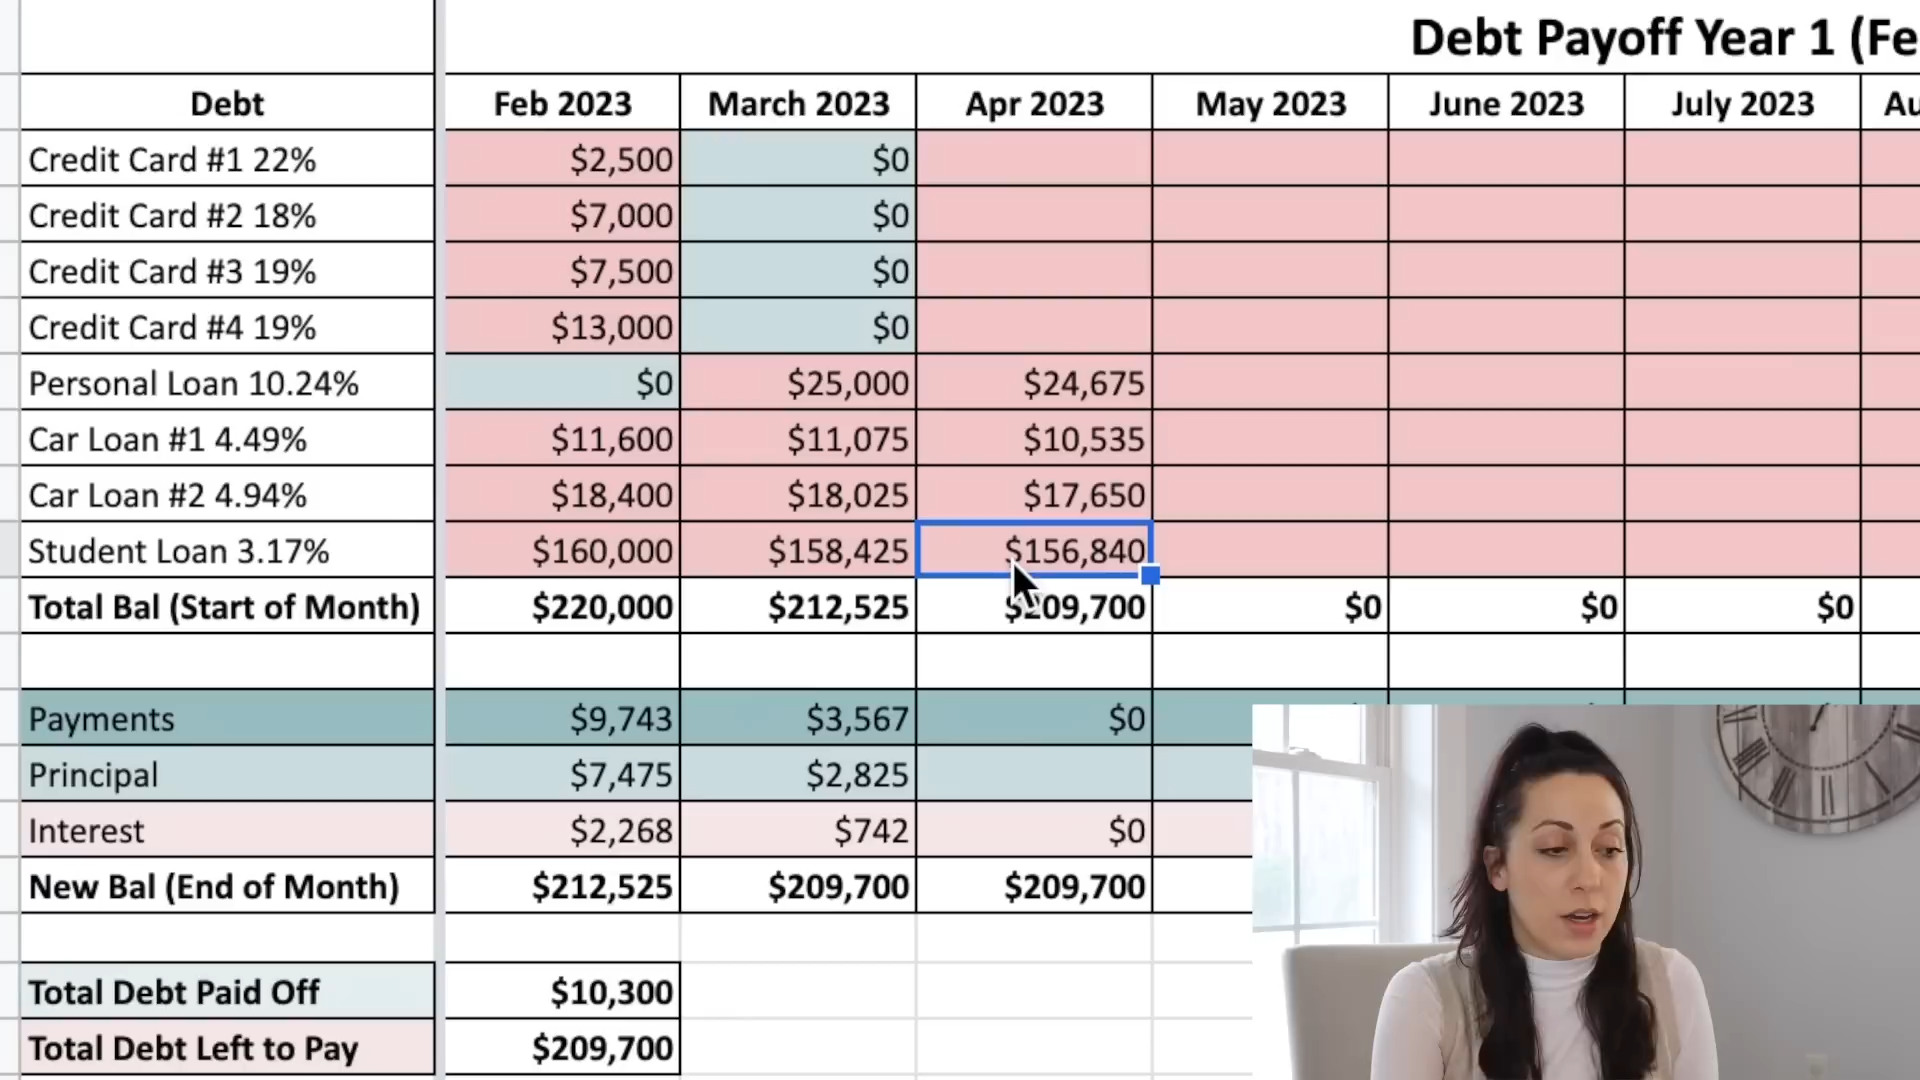 Debt Payoff Year 1 (Fe
Debt Feb 2023 March 2023 Apr 2023 May 2023 June 2023 July 2023 Au
Credit Card #1 22% $2,500 $0
Credit Card #2 18% $7,000 $0
Credit Card #3 19% $7,500 $0
Credit Card #4 19% $13,000 $0
Personal Loan 10.24% $0 $25,000 $24,675
Car Loan #1 4.49% $11,600 $11,075 $10,535
Car Loan #2 4.94% $18,400 $18,025 $17,650
Student Loan 3.17% $160,000 $158,425 $156,840
Total Bal (Start of Month) $220,000 $212,525 $209,700 $0 $0 $0
Payments $9,743 $3,567 $0
Principal $7,475 $2,825
Interest $2,268 $742 $0
New Bal (End of Month) $212,525 $209,700 $209,700
Total Debt Paid Off $10,300
Total Debt Left to Pay $209,700